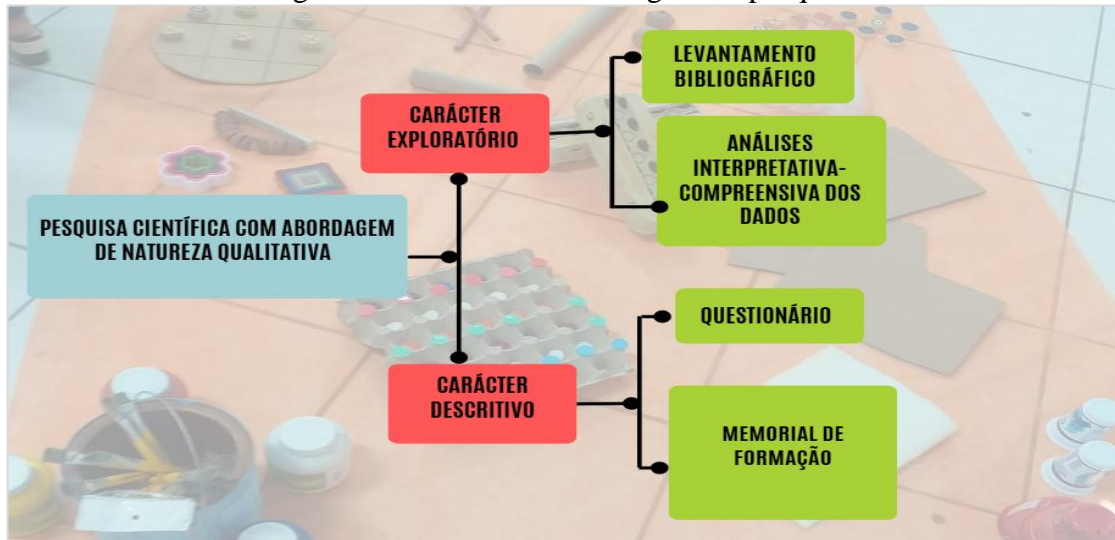 PESQUISA CIENTÍFICA COM ABORDAGEM
DE NATUREZA QUALITATIVA
CARÁCTER
EXPLORATÓRIO
LEVANTAMENTO
BIBLIOGRÁFICO
ANÁLISES
INTERPRETATIVA-
COMPREENSIVA DOS
DADOS
CARÁCTER
DESCRITIVO
QUESTIONÁRIO
MEMORIAL DE
FORMAÇÃO